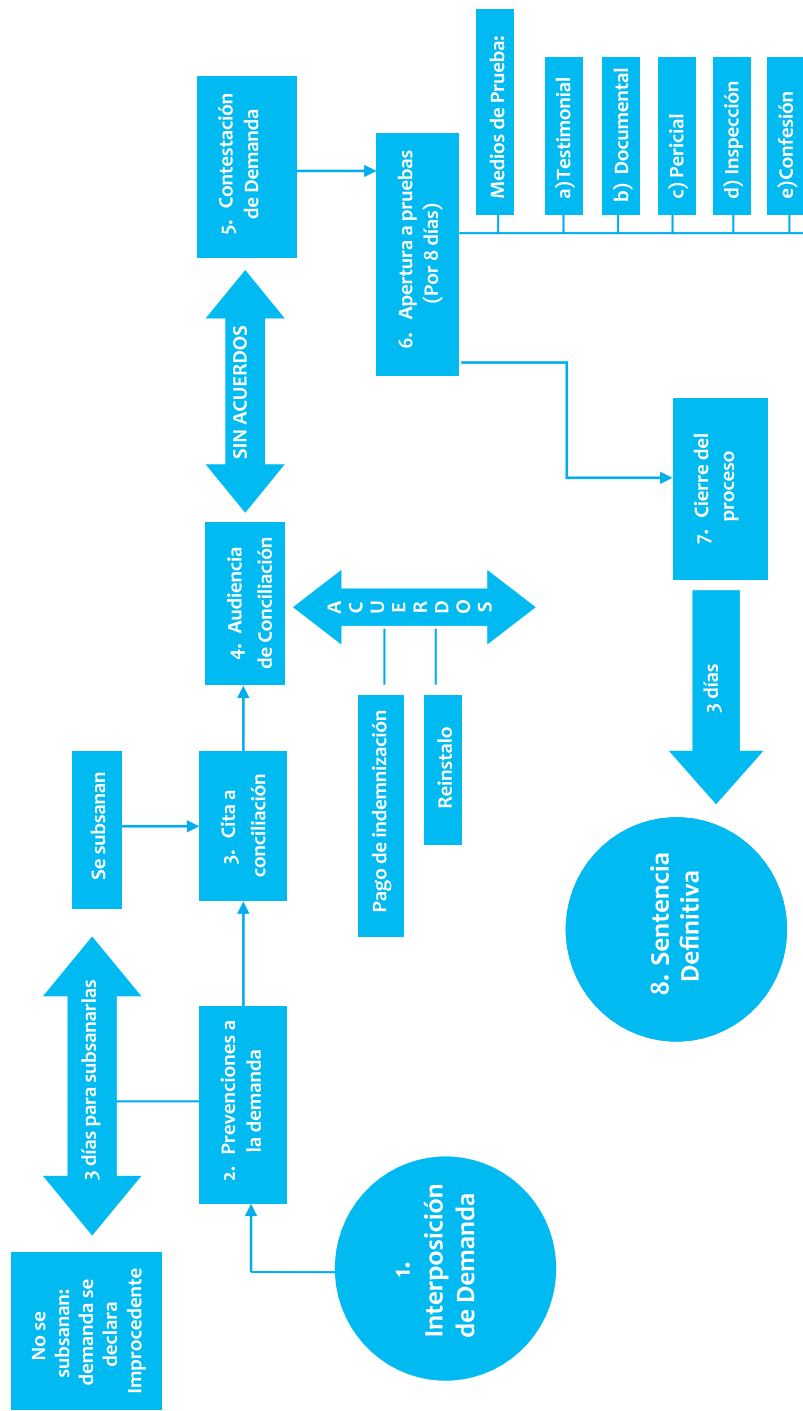 1.
Interposición
de Demanda
2. Prevenciones a
la demanda
3 días para subsanarlas
No se
subsanan:
demanda se
declara
Improcedente
Se subsanan
3. Cita a
conciliación
4. Audiencia
de Conciliación
ACUERDOS
Pago de indemnización
Reinstalo
SIN ACUERDOS
5. Contestación
de Demanda
6. Apertura a pruebas
(Por 8 días)
Medios de Prueba:
a)Testimonial
b) Documental
c) Pericial
d) Inspección
e)Confesión
7. Cierre del
proceso
3 días
8. Sentencia
Definitiva